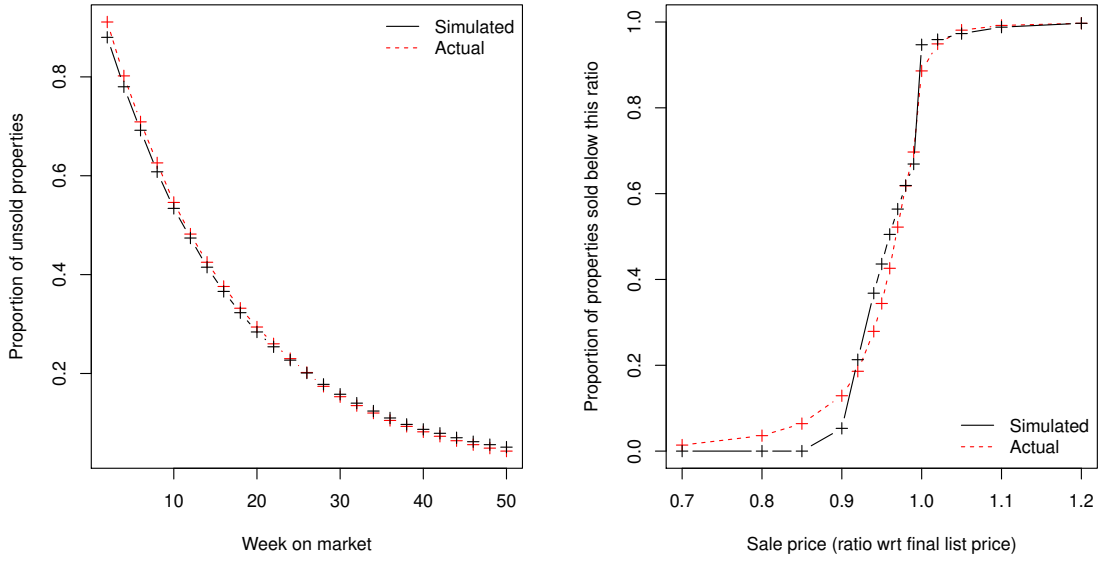 Simulated
Actual
0.8
0.6
0.4
0.2
Proportion of unsold properties
10 20 30 40 50
Week on market
1.0
0.8
0.6
0.4
0.2
0.0
Proportion of properties sold below this ratio
Simulated
Actual
0.7 0.8 0.9 1.0 1.1 1.2
Sale price (ratio wrt final list price)